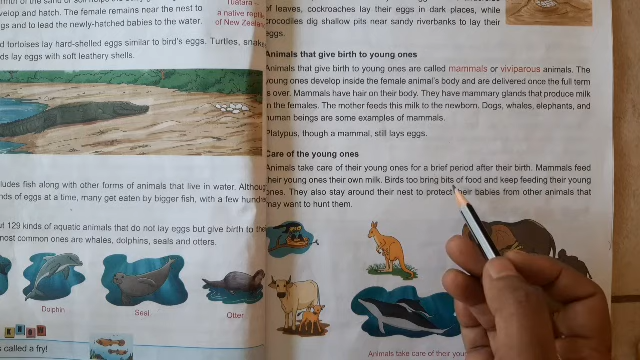 develop and hatch. The female remains near the nest to
gs and to lead the newly-hatched babies to the water.
d tortoises lay hard-shelled eggs similar to bird's eggs. Turtles, snake
ds lay eggs with soft leathery shells.
Tuatara
a native repti
of New Zealan
cludes fish along with other forms of animals that live in water. Althou
nds of eggs at a time, many get eaten by bigger fish, with a few hundre
ut 129 kinds of aquatic animals that do not lay eggs but give birth to the
most common ones are whales, dolphins, seals and otters.
Dolphin
Seal
Otter
s called a fry!
of leaves, cockroaches lay their eggs in dark places, while
crocodiles dig shallow pits near sandy riverbanks to lay their
eggs.
Animals that give birth to young ones
Animals that give birth to young ones are called mammals or viviparous animals. The
young ones develop inside the female animal's body and are delivered once the full term
is over. Mammals have hair on their body. They have mammary glands that produce milk
in the females. The mother feeds this milk to the newborn. Dogs, whales, elephants, and
human beings are some examples of mammals.
Platypus, though a mammal, still lays eggs.
Care of the young ones
Animals take care of their young ones for a brief period after their birth. Mammals feed
their young ones their own milk. Birds too bring bits of food and keep feeding their young
ones. They also stay around their nest to protect their babies from other animals that
may want to hunt them.
Animals take care of their you